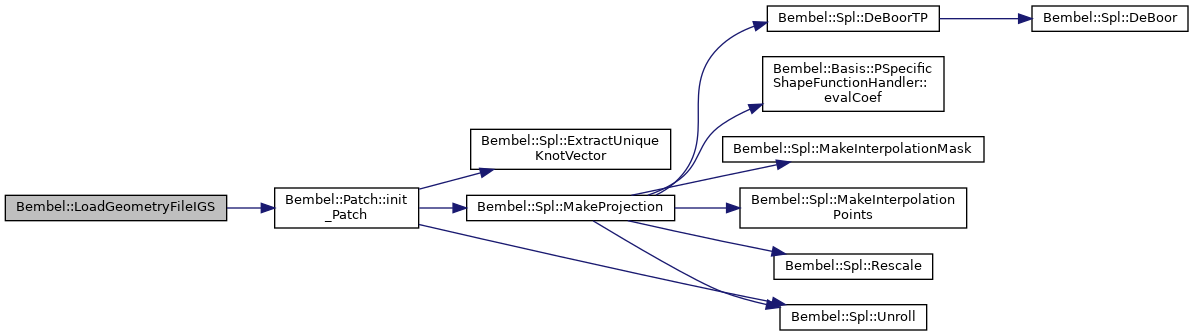 Bembel::LoadGeometryFileIGS
Bembel::Patch::init
_Patch
Bembel::Spl::ExtractUnique
KnotVector
Bembel::Spl::MakeProjection
Bembel::Spl::DeBoorTP
Bembel::Spl::DeBoor
Bembel::Basis::PSpecific
ShapeFunctionHandler::
evalCoef
Bembel::Spl::MakeInterpolationMask
Bembel::Spl::MakeInterpolation
Points
Bembel::Spl::Rescale
Bembel::Spl::Unroll